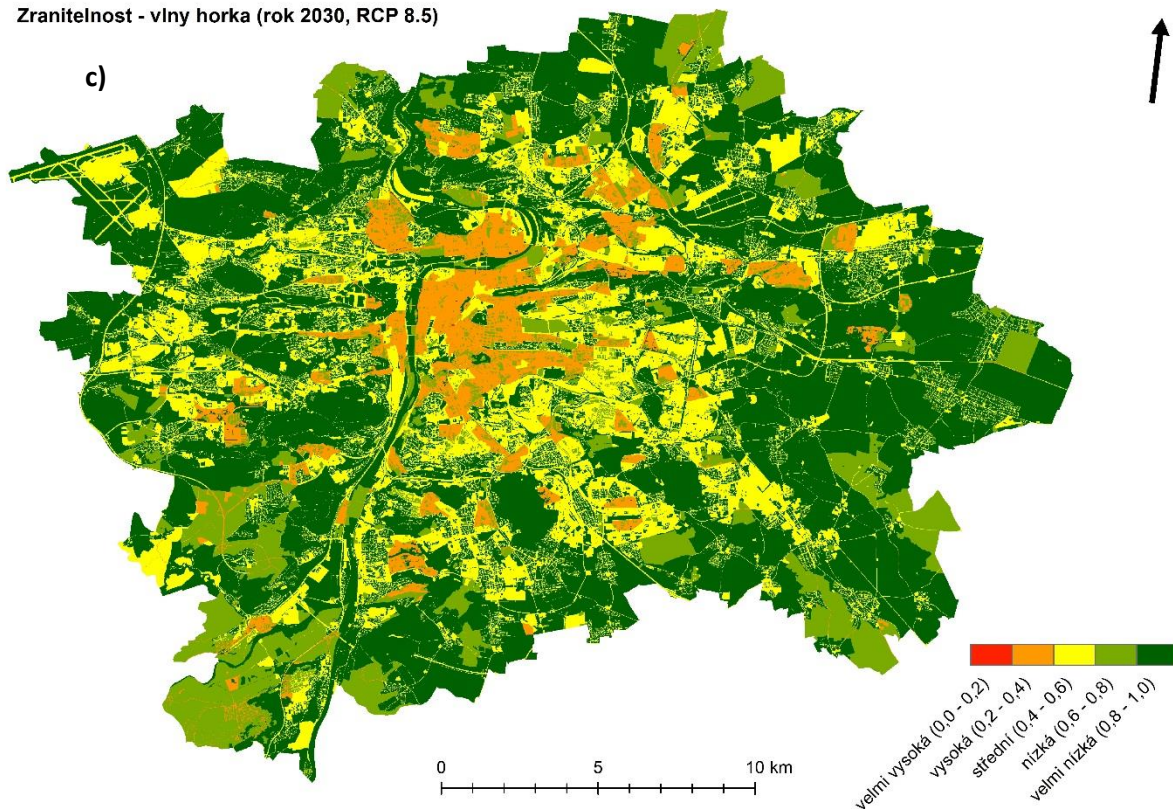 Zranitelnost - vlny horka (rok 2030, RCP 8.5)
c)
velmi vysoká (0,0 - 0,2)
vysoká (0,2 - 0,4)
střední (0,4 - 0,6)
nízká (0,6 - 0,8)
velmi nízká (0,8 - 1,0)
0 5 10 km